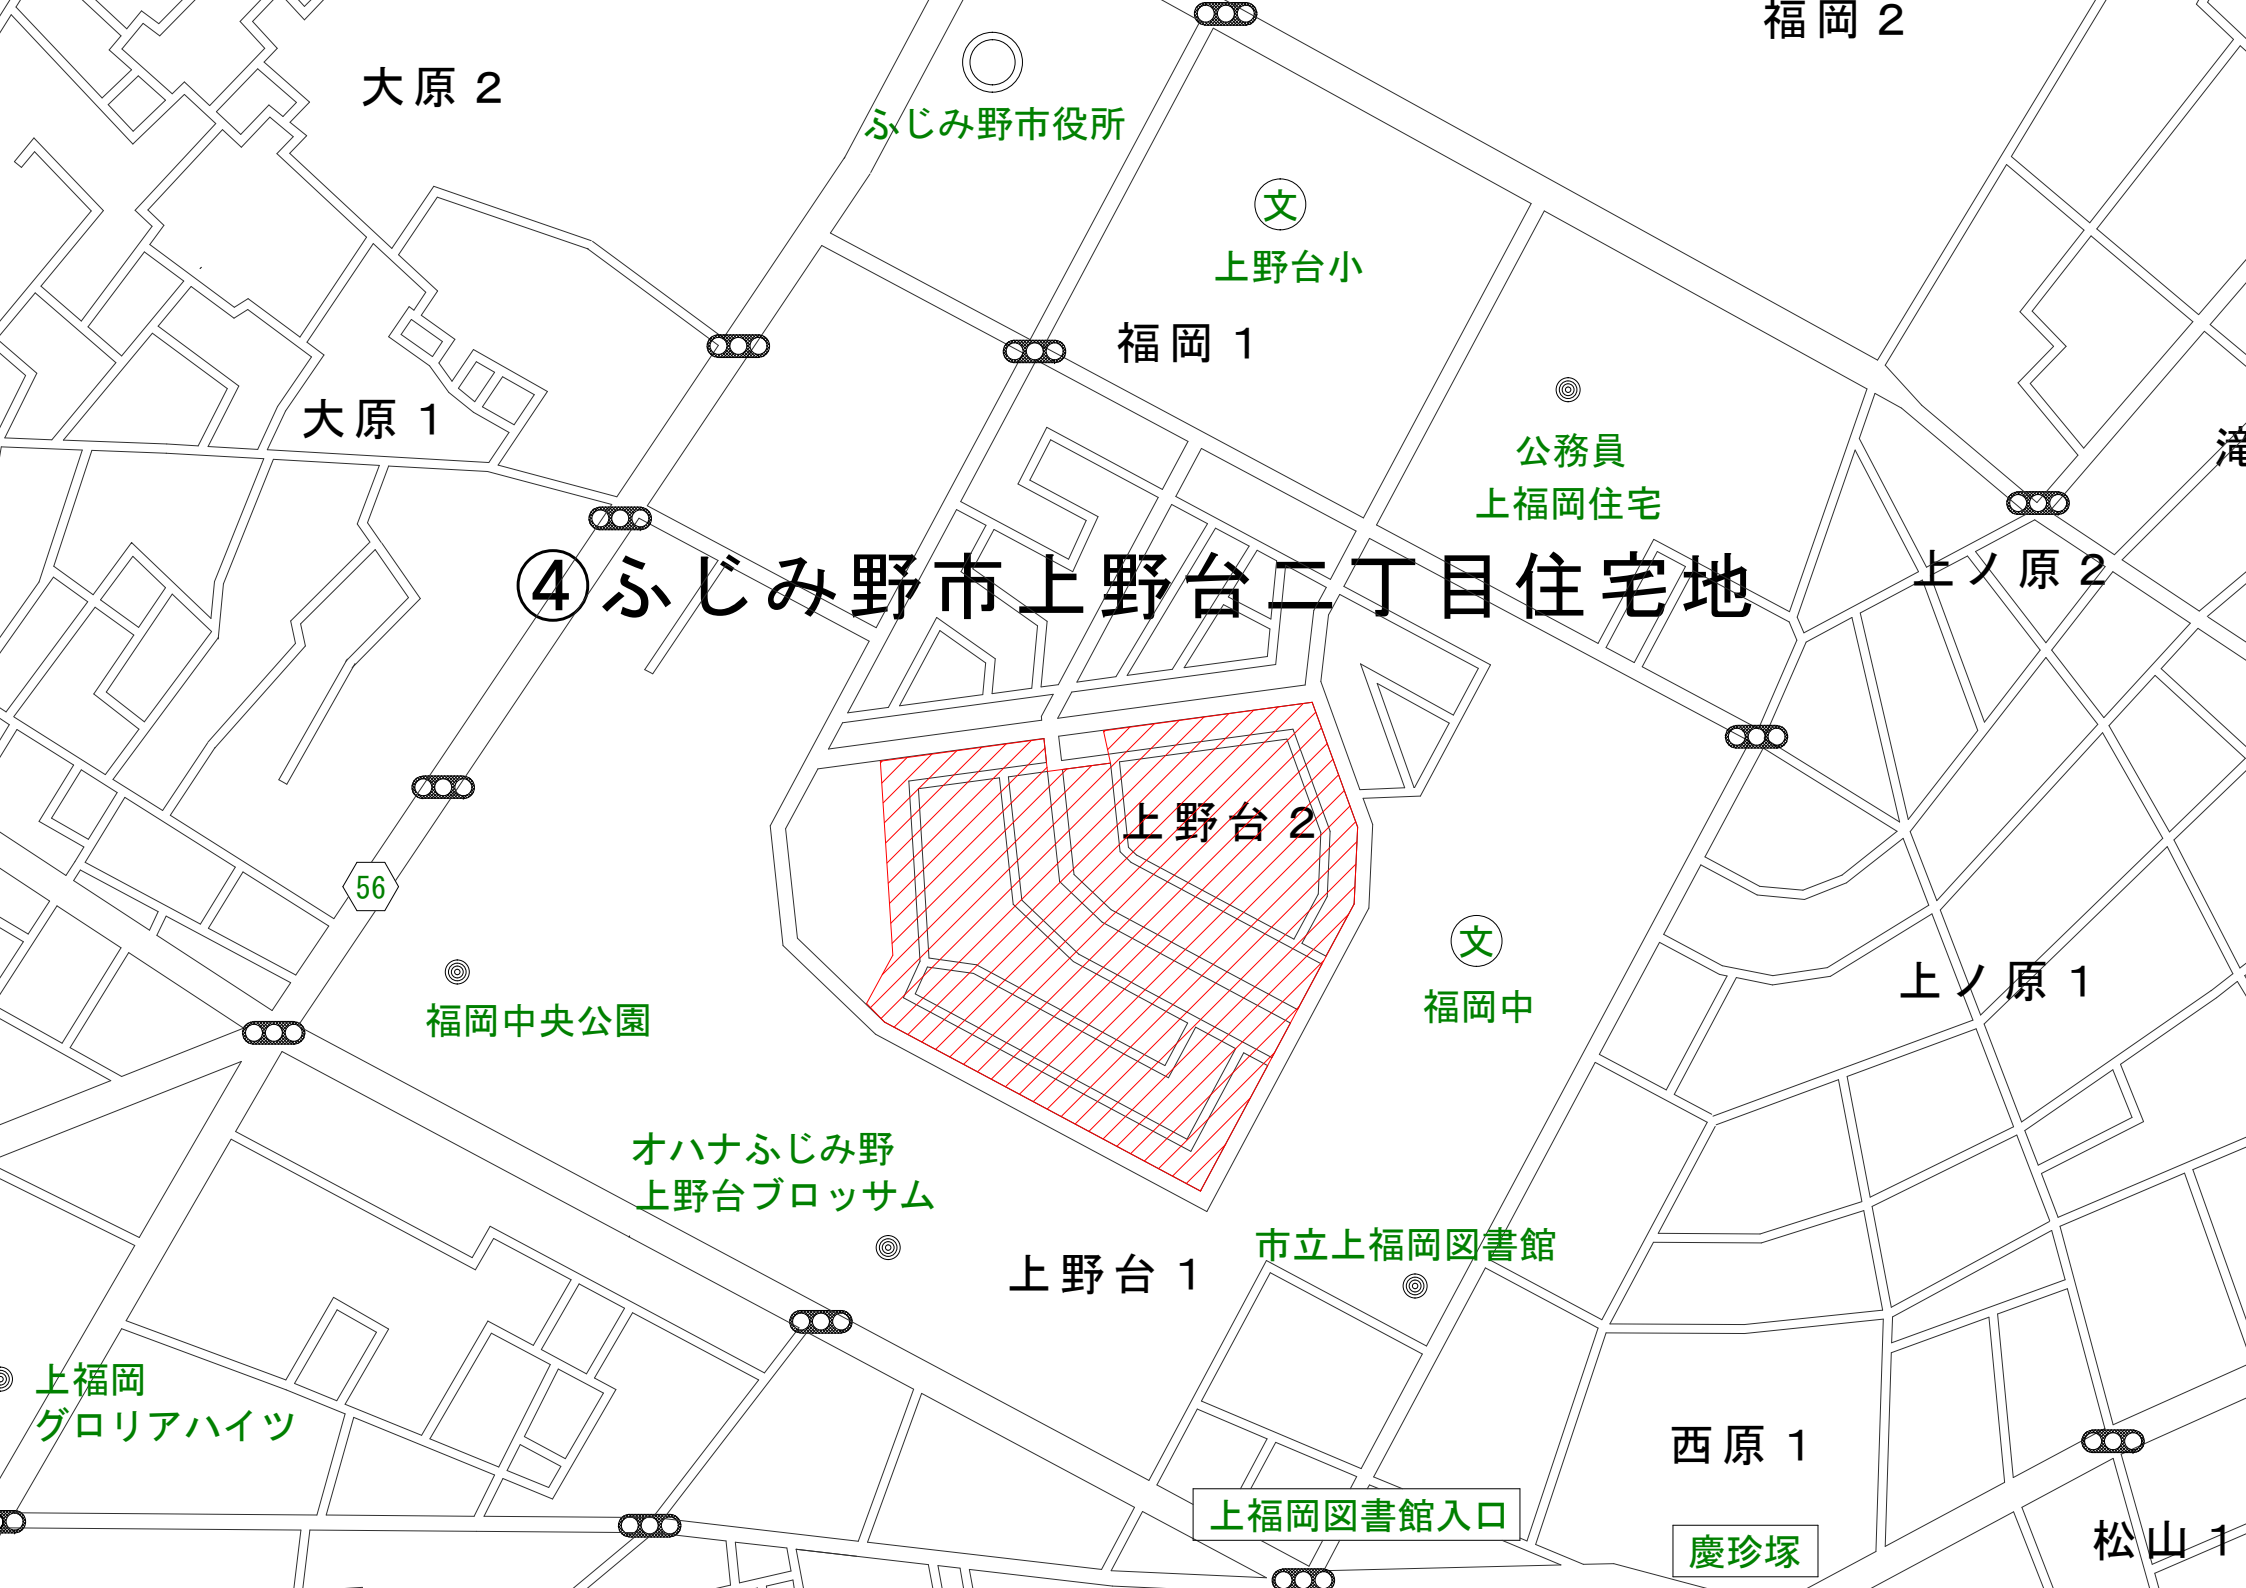 福岡２
大原２
ふじみ野市役所
文
上野台小
福岡１
大原１
公務員
上福岡住宅
滝
④ふじみ野市上野台二丁目住宅地
上ノ原２
上野台２
56
文
福岡中
上ノ原１
福岡中央公園
オハナふじみ野
上野台ブロッサム
市立上福岡図書館
上野台１
上福岡
グロリアハイツ
西原１
上福岡図書館入口
慶珍塚
松山１